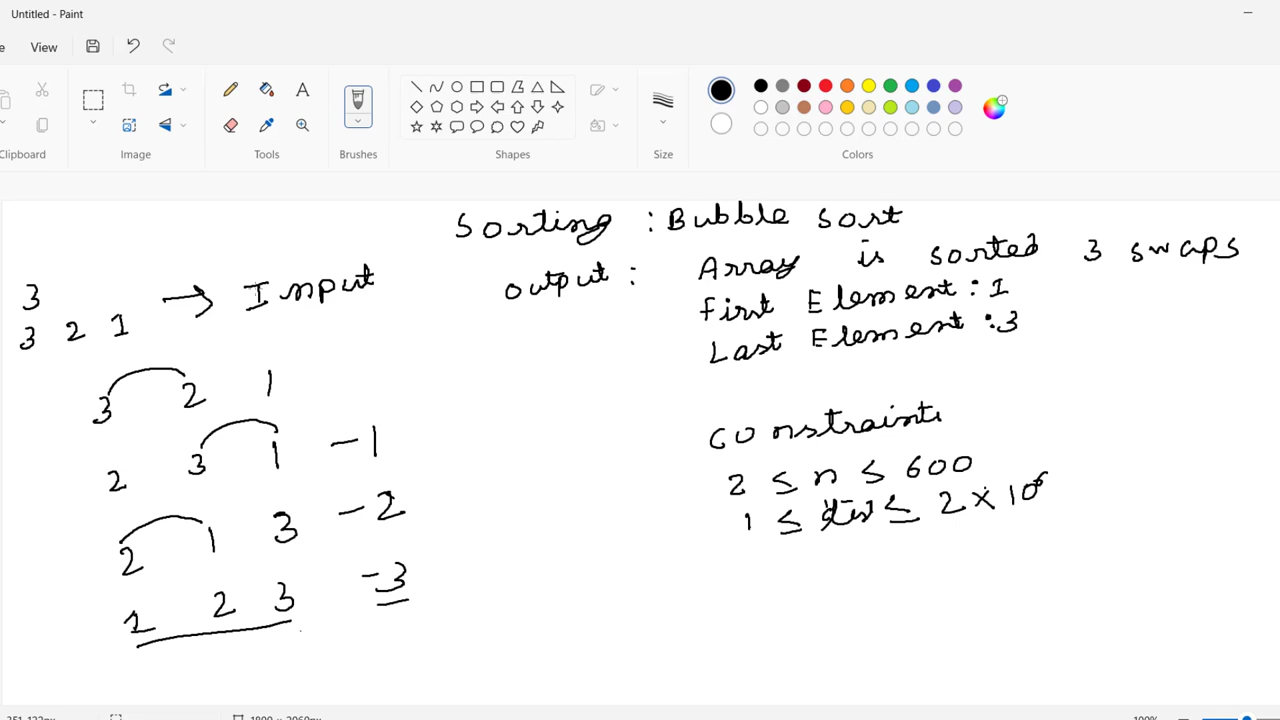 Untitled - Paint
View
Clipboard
Image
Tools
Brushes
Shapes
Size
Colors
Sorting : Bubble sort
output : Array is sorted 3 swaps
First Element : 1
Last Element : 3
3 → Input
3 2 1
3 2 1
2 3 1 - 1
2 1 3 - 2
1 2 3 - 3
constraints
2 ≤ n ≤ 600
1 ≤ ≤ 2 × 10⁶